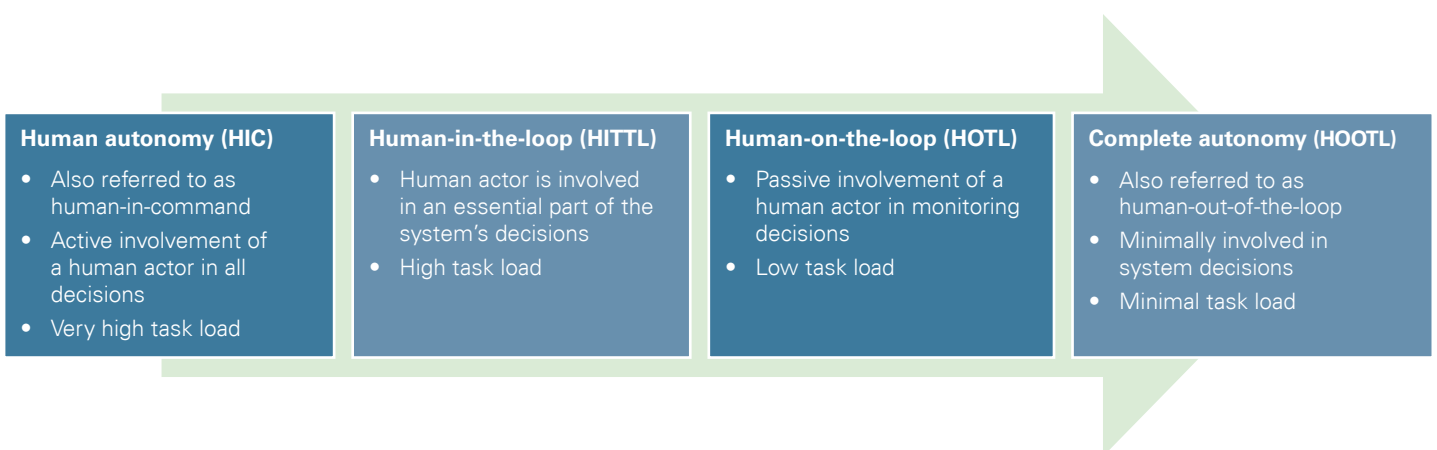 Human autonomy (HIC)
• Also referred to as
human-in-command
• Active involvement of
a human actor in all
decisions
• Very high task load
Human-in-the-loop (HITTL)
• Human actor is involved
in an essential part of the
system’s decisions
• High task load
Human-on-the-loop (HOTL)
• Passive involvement of a
human actor in monitoring
decisions
• Low task load
Complete autonomy (HOOTL)
• Also referred to as
human-out-of-the-loop
• Minimally involved in
system decisions
• Minimal task load